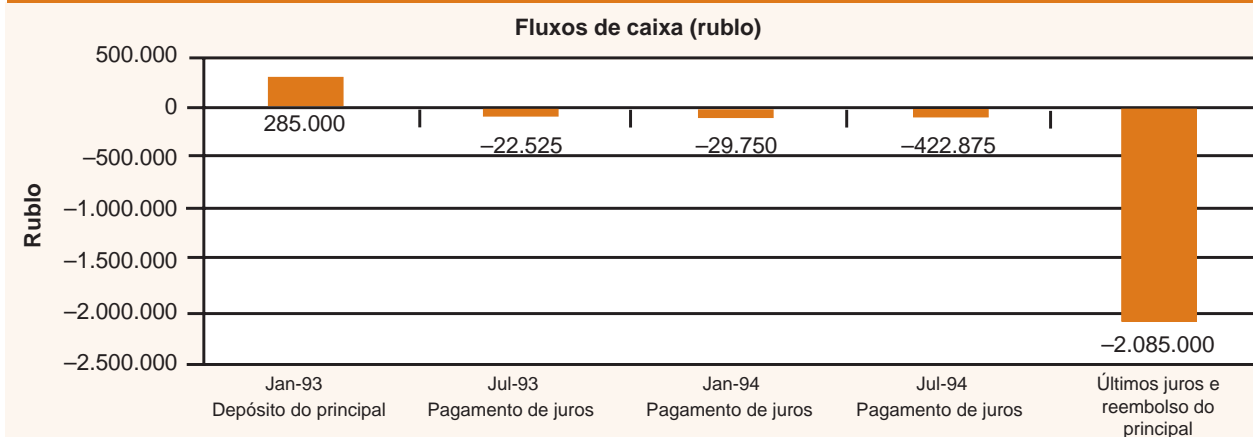 Fluxos de caixa (rublo)
500.000
0
–500.000
–1.000.000
–1.500.000
–2.000.000
–2.500.000
Rublo
285.000
–22.525
–29.750
–422.875
–2.085.000
Jan-93
Depósito do principal
Jul-93
Pagamento de juros
Jan-94
Pagamento de juros
Jul-94
Pagamento de juros
Últimos juros e
reembolso do
principal